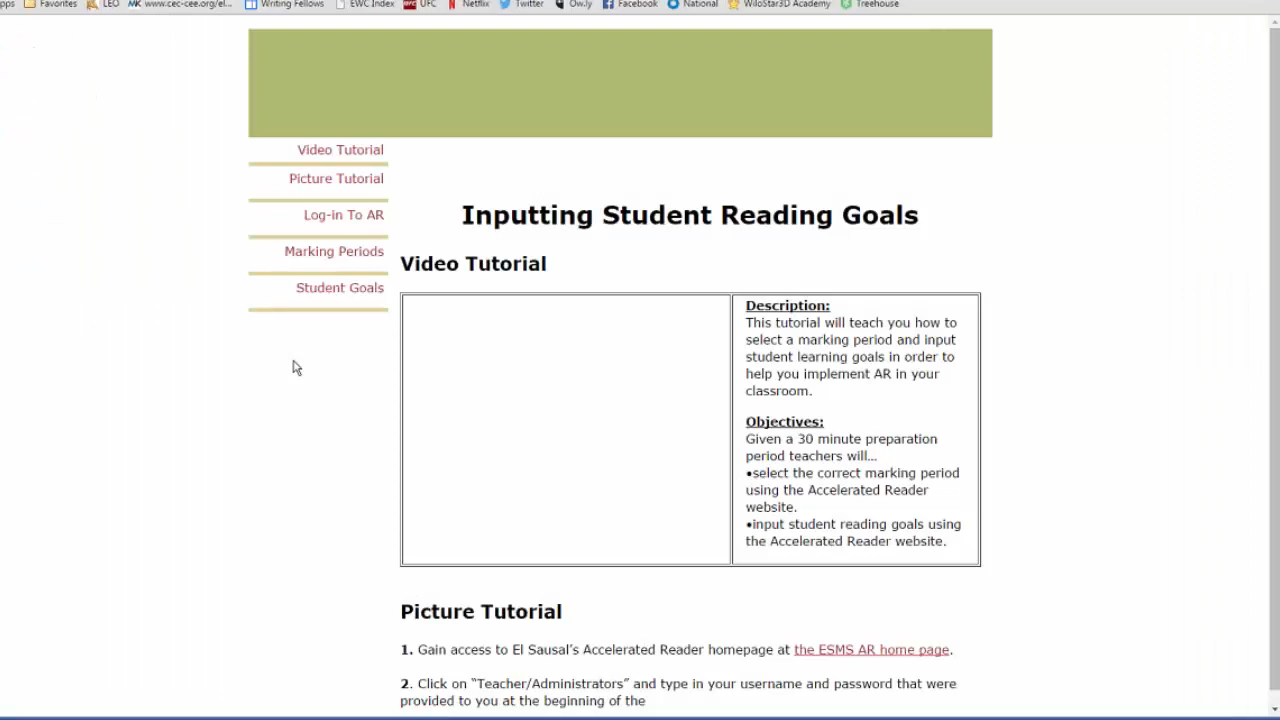 pps Favorites LEO www.cec-cee.org/el... Writing Fellows EWC Index UFC Netflix Twitter Ow.ly Facebook National WiloStar3D Academy Treehouse
Video Tutorial
Picture Tutorial
Log-in To AR
Marking Periods
Student Goals
Inputting Student Reading Goals
Video Tutorial
Description:
This tutorial will teach you how to
select a marking period and input
student learning goals in order to
help you implement AR in your
classroom.
Objectives:
Given a 30 minute preparation
period teachers will...
•select the correct marking period
using the Accelerated Reader
website.
•input student reading goals using
the Accelerated Reader website.
Picture Tutorial
1. Gain access to El Sausal's Accelerated Reader homepage at the ESMS AR home page.
2. Click on "Teacher/Administrators" and type in your username and password that were
provided to you at the beginning of the